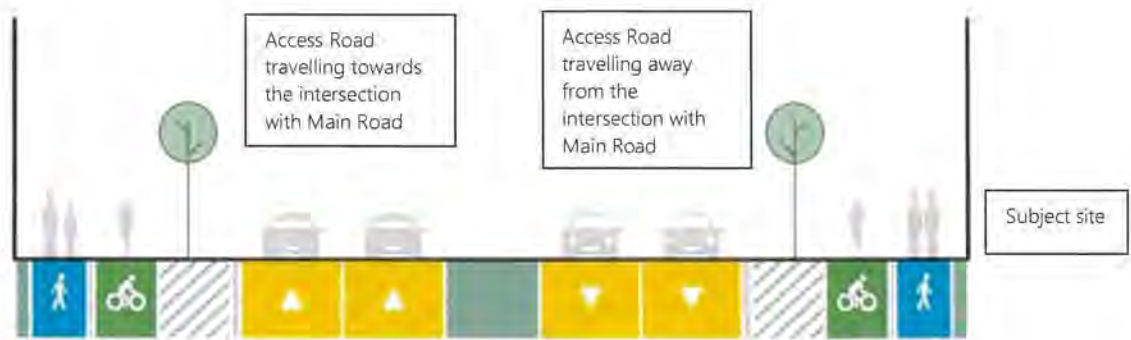 Access Road
travelling towards
the intersection
with Main Road
Access Road
travelling away
from the
intersection with
Main Road
Subject site